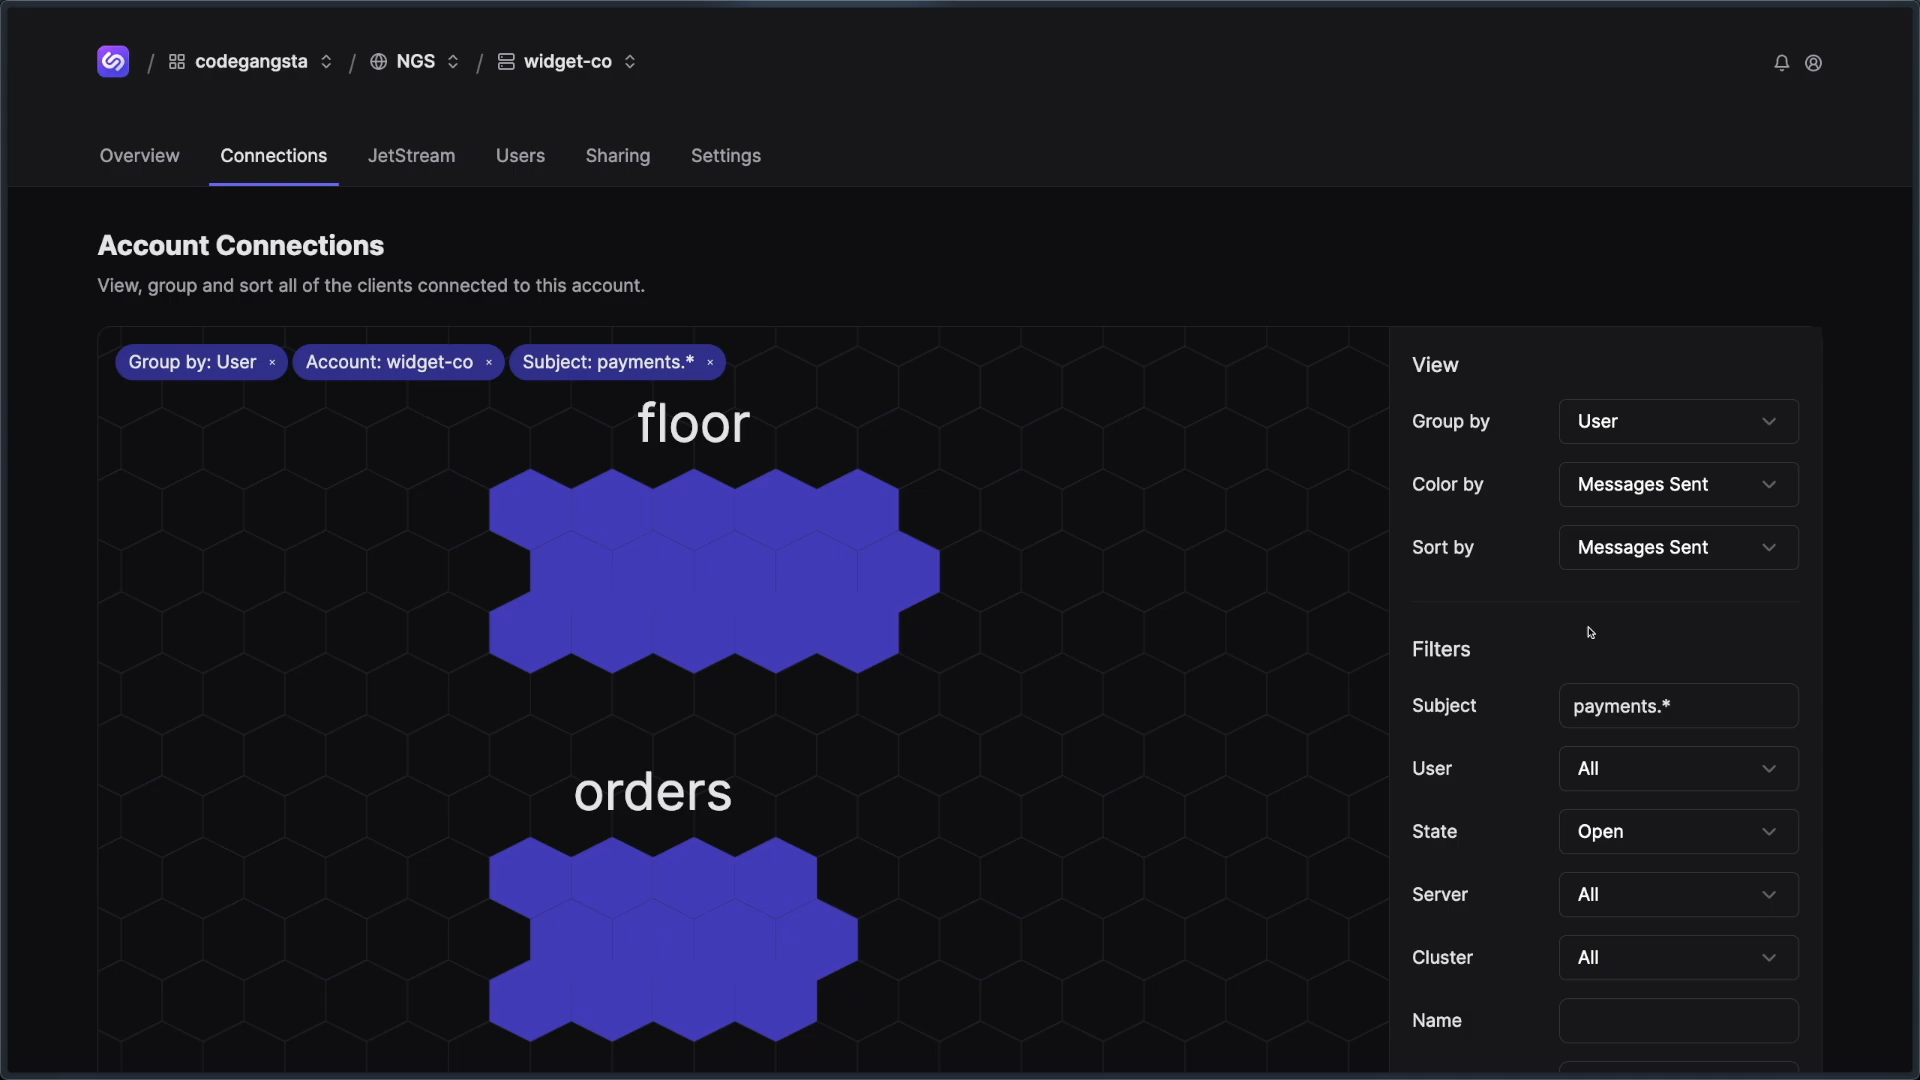 / codegangsta / NGS / widget-co
Overview Connections JetStream Users Sharing Settings
Account Connections
View, group and sort all of the clients connected to this account.
Group by: User × Account: widget-co × Subject: payments.* ×
floor
orders
View
Group by User
Color by Messages Sent
Sort by Messages Sent
Filters
Subject payments.*
User All
State Open
Server All
Cluster All
Name